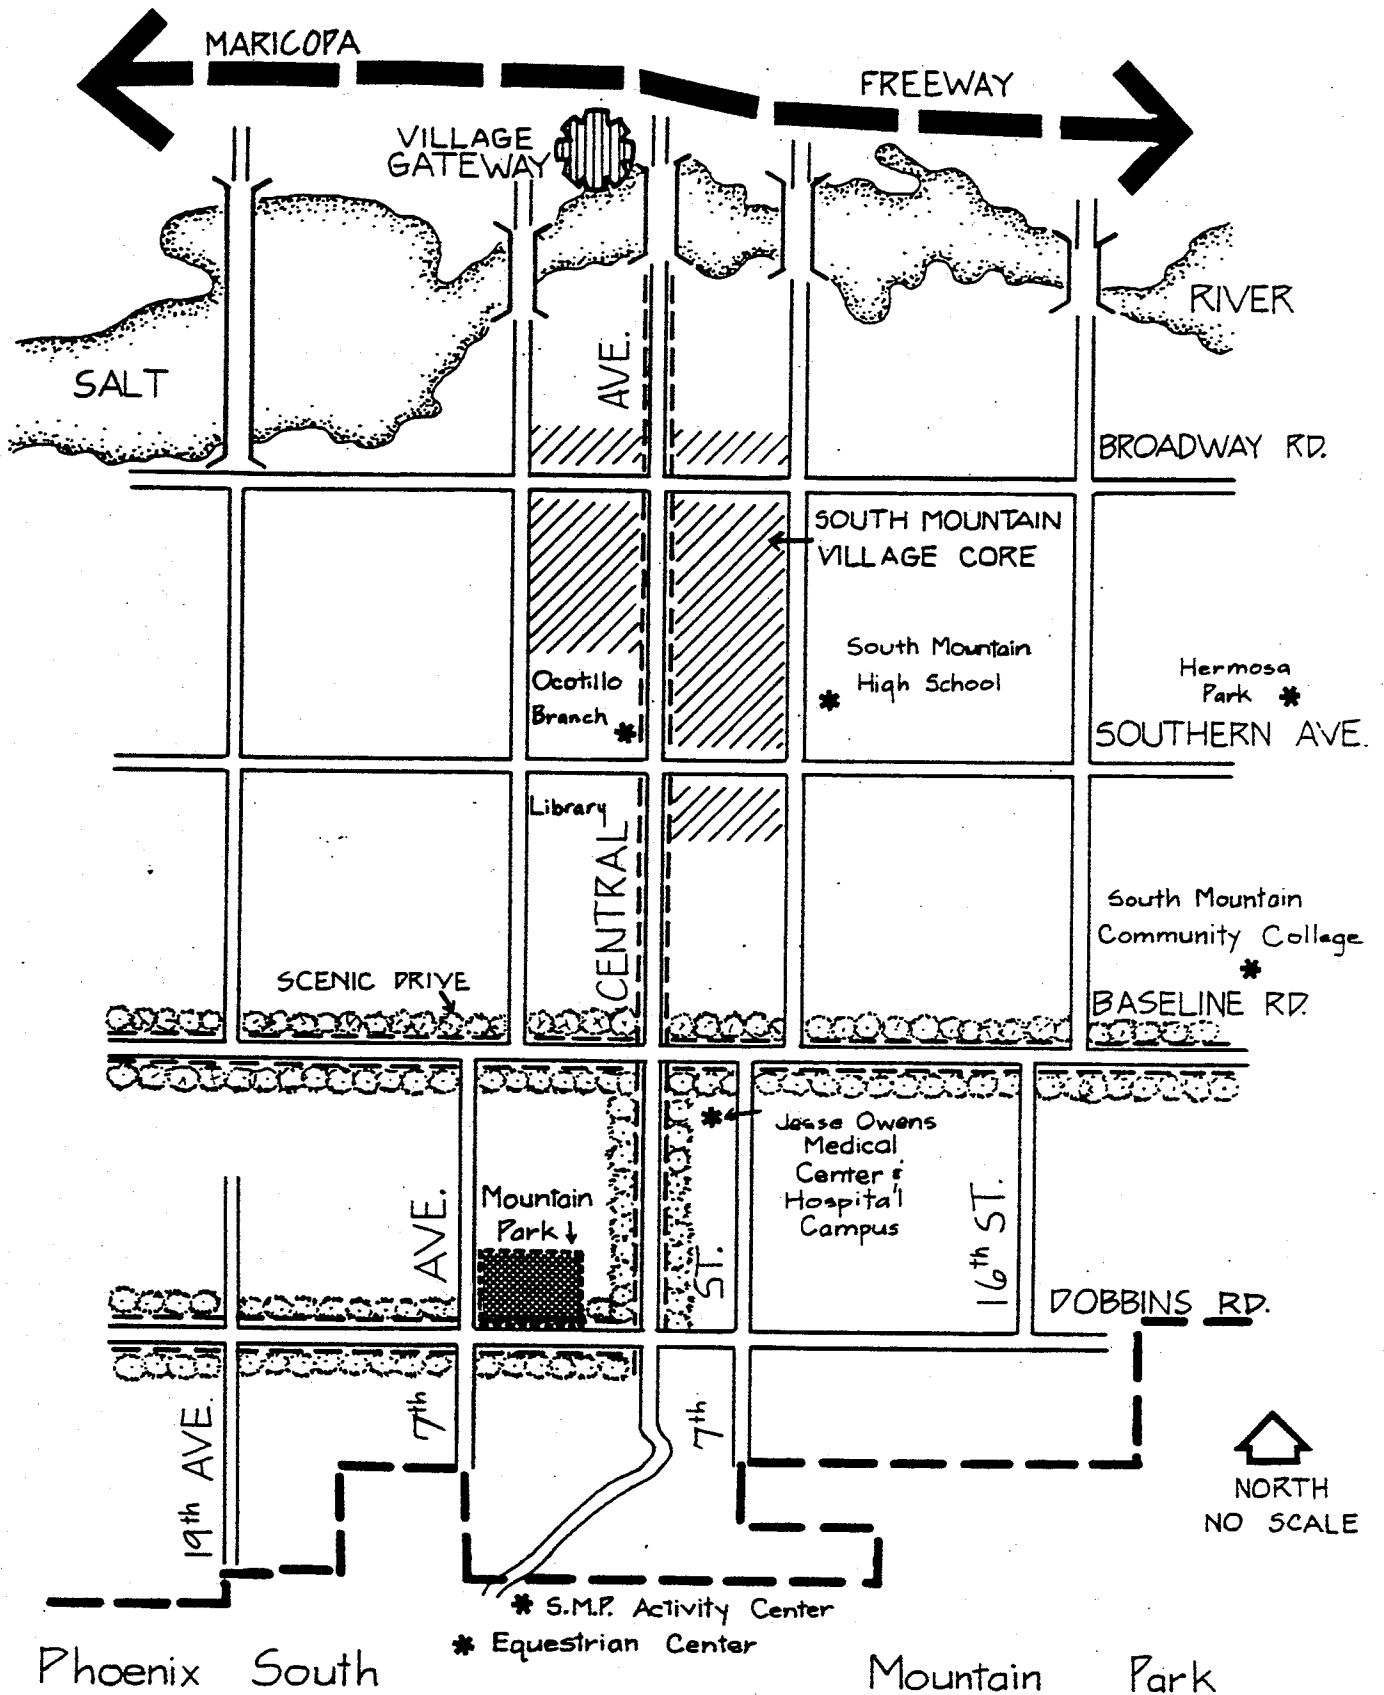 MARICOPA
FREEWAY
VILLAGE
GATEWAY
RIVER
SALT
AVE.
BROADWAY RD.
SOUTH MOUNTAIN
VILLAGE CORE
South Mountain
High School
Hermosa
Park
Ocotillo
Branch
SOUTHERN AVE.
Library
CENTRAL
South Mountain
Community College
SCENIC DRIVE
BASELINE RD.
Jesse Owens
Medical
Center &
Hospital
Campus
Mountain
Park
AVE.
ST.
16th ST.
DOBBINS RD.
19th AVE.
7th
7th
NORTH
NO SCALE
S.M.P. Activity Center
Equestrian Center
Phoenix South Mountain Park